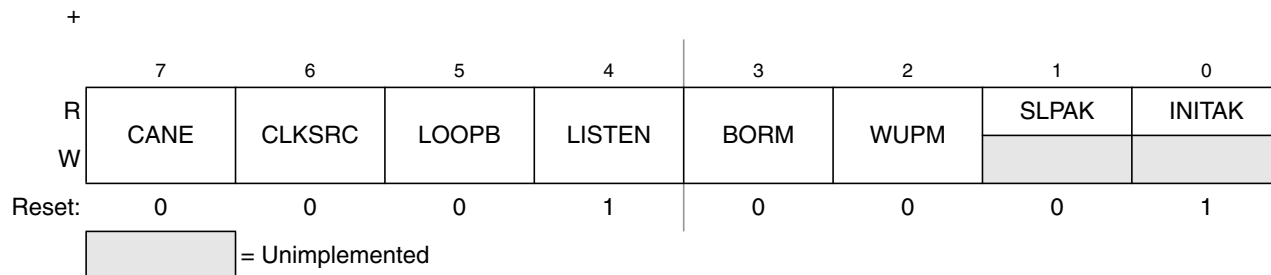 +
7 6 5 4 3 2 1 0
R CANE CLKSRC LOOPB LISTEN BORM WUPM SLPAK INITAK
W
Reset: 0 0 0 1 0 0 0 1
= Unimplemented